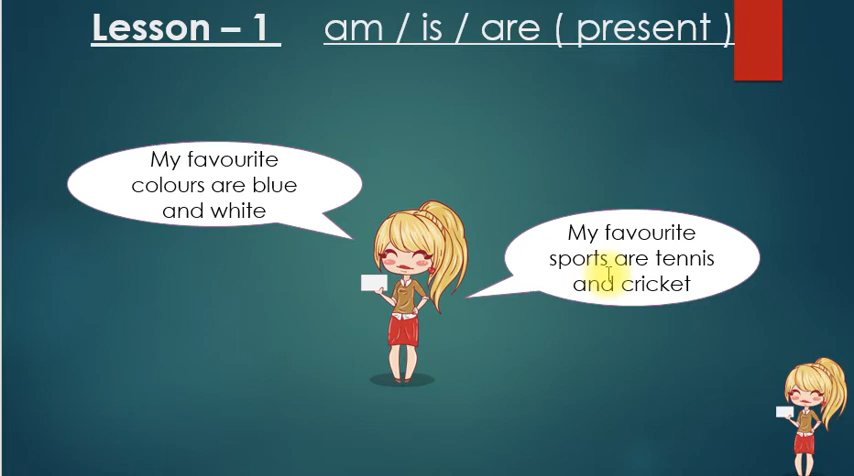 Lesson – 1 am / is / are ( present )
My favourite
colours are blue
and white
My favourite
sports are tennis
and cricket